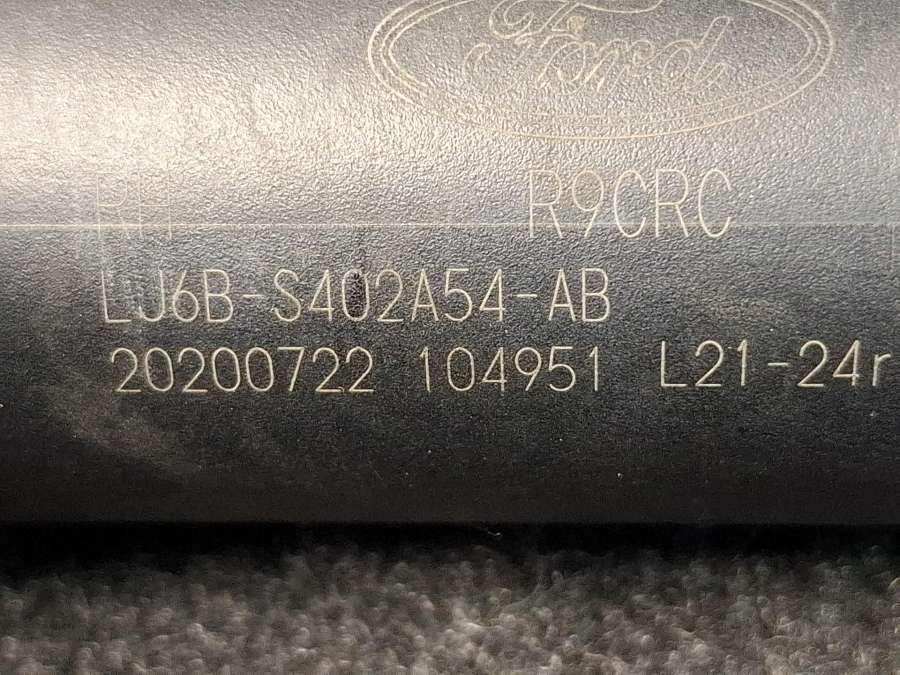 Ford
RH R9CRC
LJ6B-S402A54-AB
20200722 104951 L21-24r